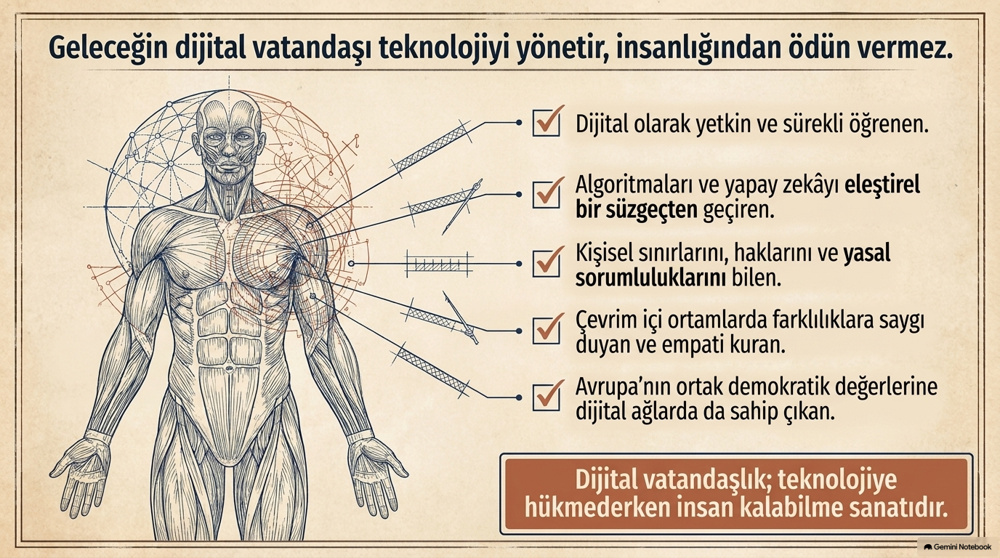 Geleceğin dijital vatandaşı teknolojiyi yönetir, insanlığından ödün vermez.
Dijital olarak yetkin ve sürekli öğrenen.
Algoritmaları ve yapay zekâyı eleştirel
bir süzgeçten geçiren.
Kişisel sınırlarını, haklarını ve yasal
sorumluluklarını bilen.
Çevrim içi ortamlarda farklılıklara saygı
duyan ve empati kuran.
Avrupa’nın ortak demokratik değerlerine
dijital ağlarda da sahip çıkan.
Dijital vatandaşlık; teknolojiye
hükmederken insan kalabilme sanatıdır.
Gemini Notebook